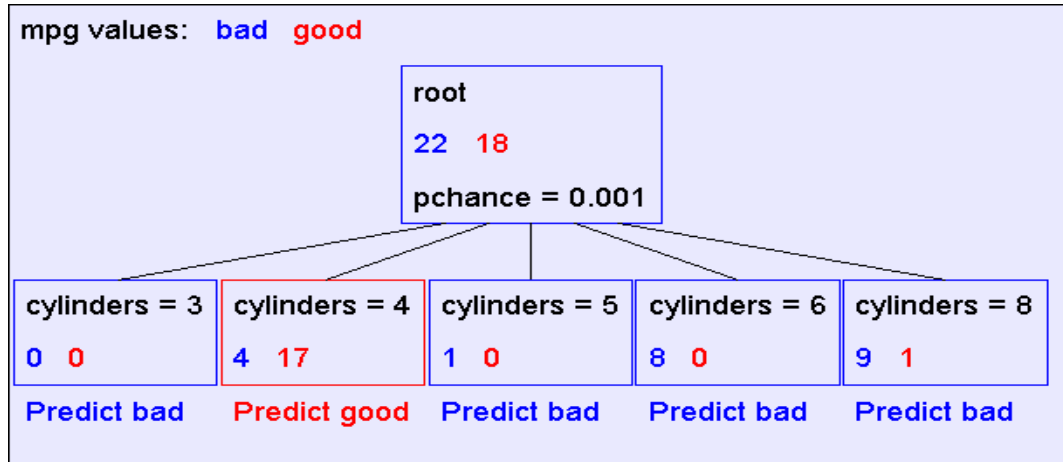 mpg values: bad good
root
22 18
pchance = 0.001
cylinders = 3 cylinders = 4 cylinders = 5 cylinders = 6 cylinders = 8
0 0 4 17 1 0 8 0 9 1
Predict bad Predict good Predict bad Predict bad Predict bad